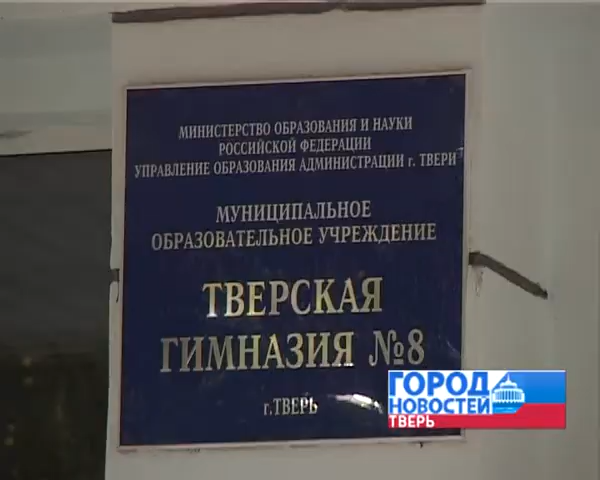 МИНИСТЕРСТВО ОБРАЗОВАНИЯ И НАУКИ
РОССИЙСКОЙ ФЕДЕРАЦИИ
УПРАВЛЕНИЕ ОБРАЗОВАНИЯ АДМИНИСТРАЦИИ г. ТВЕРИ
МУНИЦИПАЛЬНОЕ
ОБРАЗОВАТЕЛЬНОЕ УЧРЕЖДЕНИЕ
ТВЕРСКАЯ
ГИМНАЗИЯ №8
г.ТВЕРЬ
ГОРОД
НОВОСТЕЙ
ТВЕРЬ